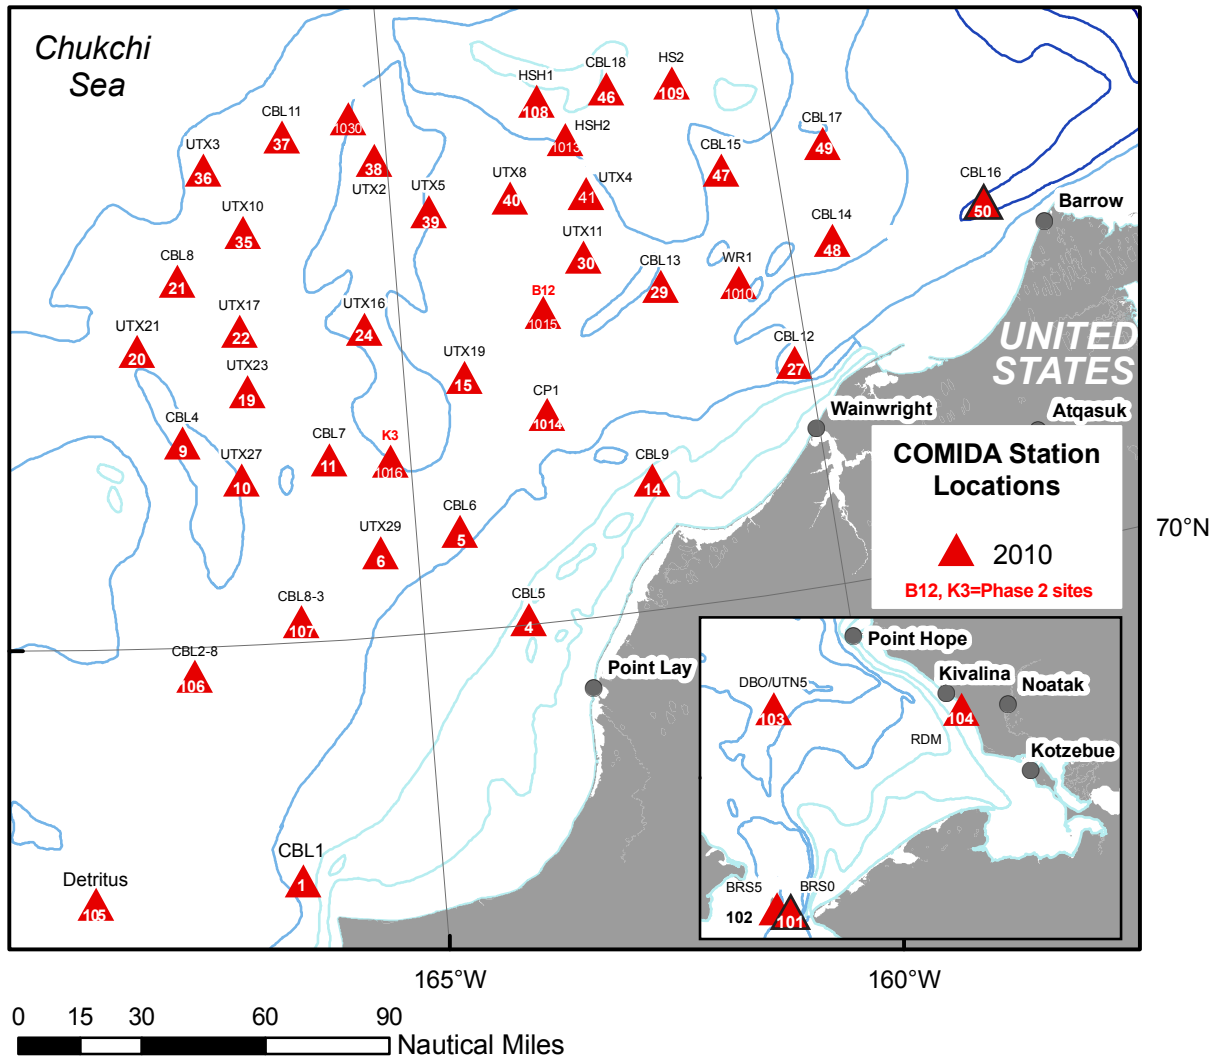 Chukchi
Sea
HS2
109
CBL18
46
HSH1
108
CBL11
37
1030
HSH2
1013
CBL17
49
UTX3
36
38
UTX2
UTX5
39
UTX8
40
UTX4
41
CBL15
47
CBL16
50
Barrow
UTX10
35
UTX11
30
CBL14
48
CBL8
21
CBL13
29
WR1
1010
B12
1015
UTX17
22
UTX16
24
UTX21
20
CBL12
27
UNITED
STATES
UTX23
19
UTX19
15
CP1
1014
Wainwright
Atqasuk
CBL4
9
UTX27
10
CBL7
11
K3
1016
CBL9
14
COMIDA Station
Locations
2010
B12, K3=Phase 2 sites
70°N
CBL6
5
UTX29
6
CBL8-3
107
CBL5
4
CBL2-8
106
Point Lay
Point Hope
Kivalina
Noatak
DBO/UTN5
103
104
RDM
Kotzebue
BRS5
102
BRS0
101
CBL1
1
Detritus
105
165°W
160°W
0 15 30 60 90
Nautical Miles